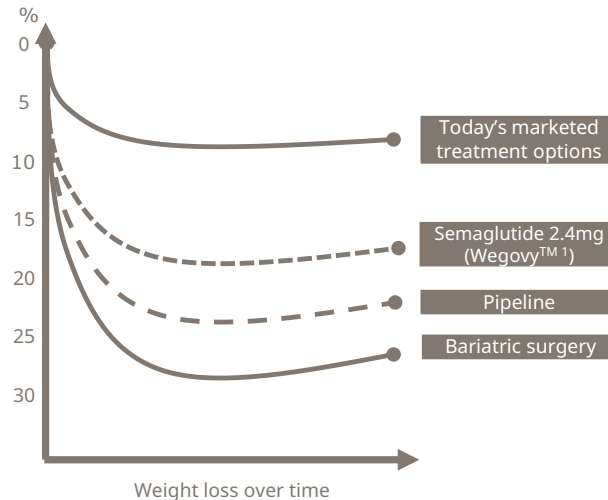 %
0
5
10
15
20
25
30
Today’s marketed
treatment options
Semaglutide 2.4mg
(Wegovy™ ¹)
Pipeline
Bariatric surgery
Weight loss over time